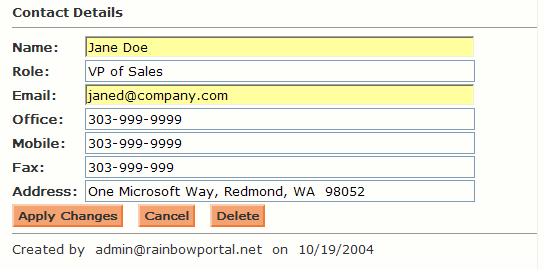 Contact Details
Name: Jane Doe
Role: VP of Sales
Email: janed@company.com
Office: 303-999-9999
Mobile: 303-999-9999
Fax: 303-999-999
Address: One Microsoft Way, Redmond, WA  98052
Apply Changes Cancel Delete
Created by admin@rainbowportal.net on 10/19/2004